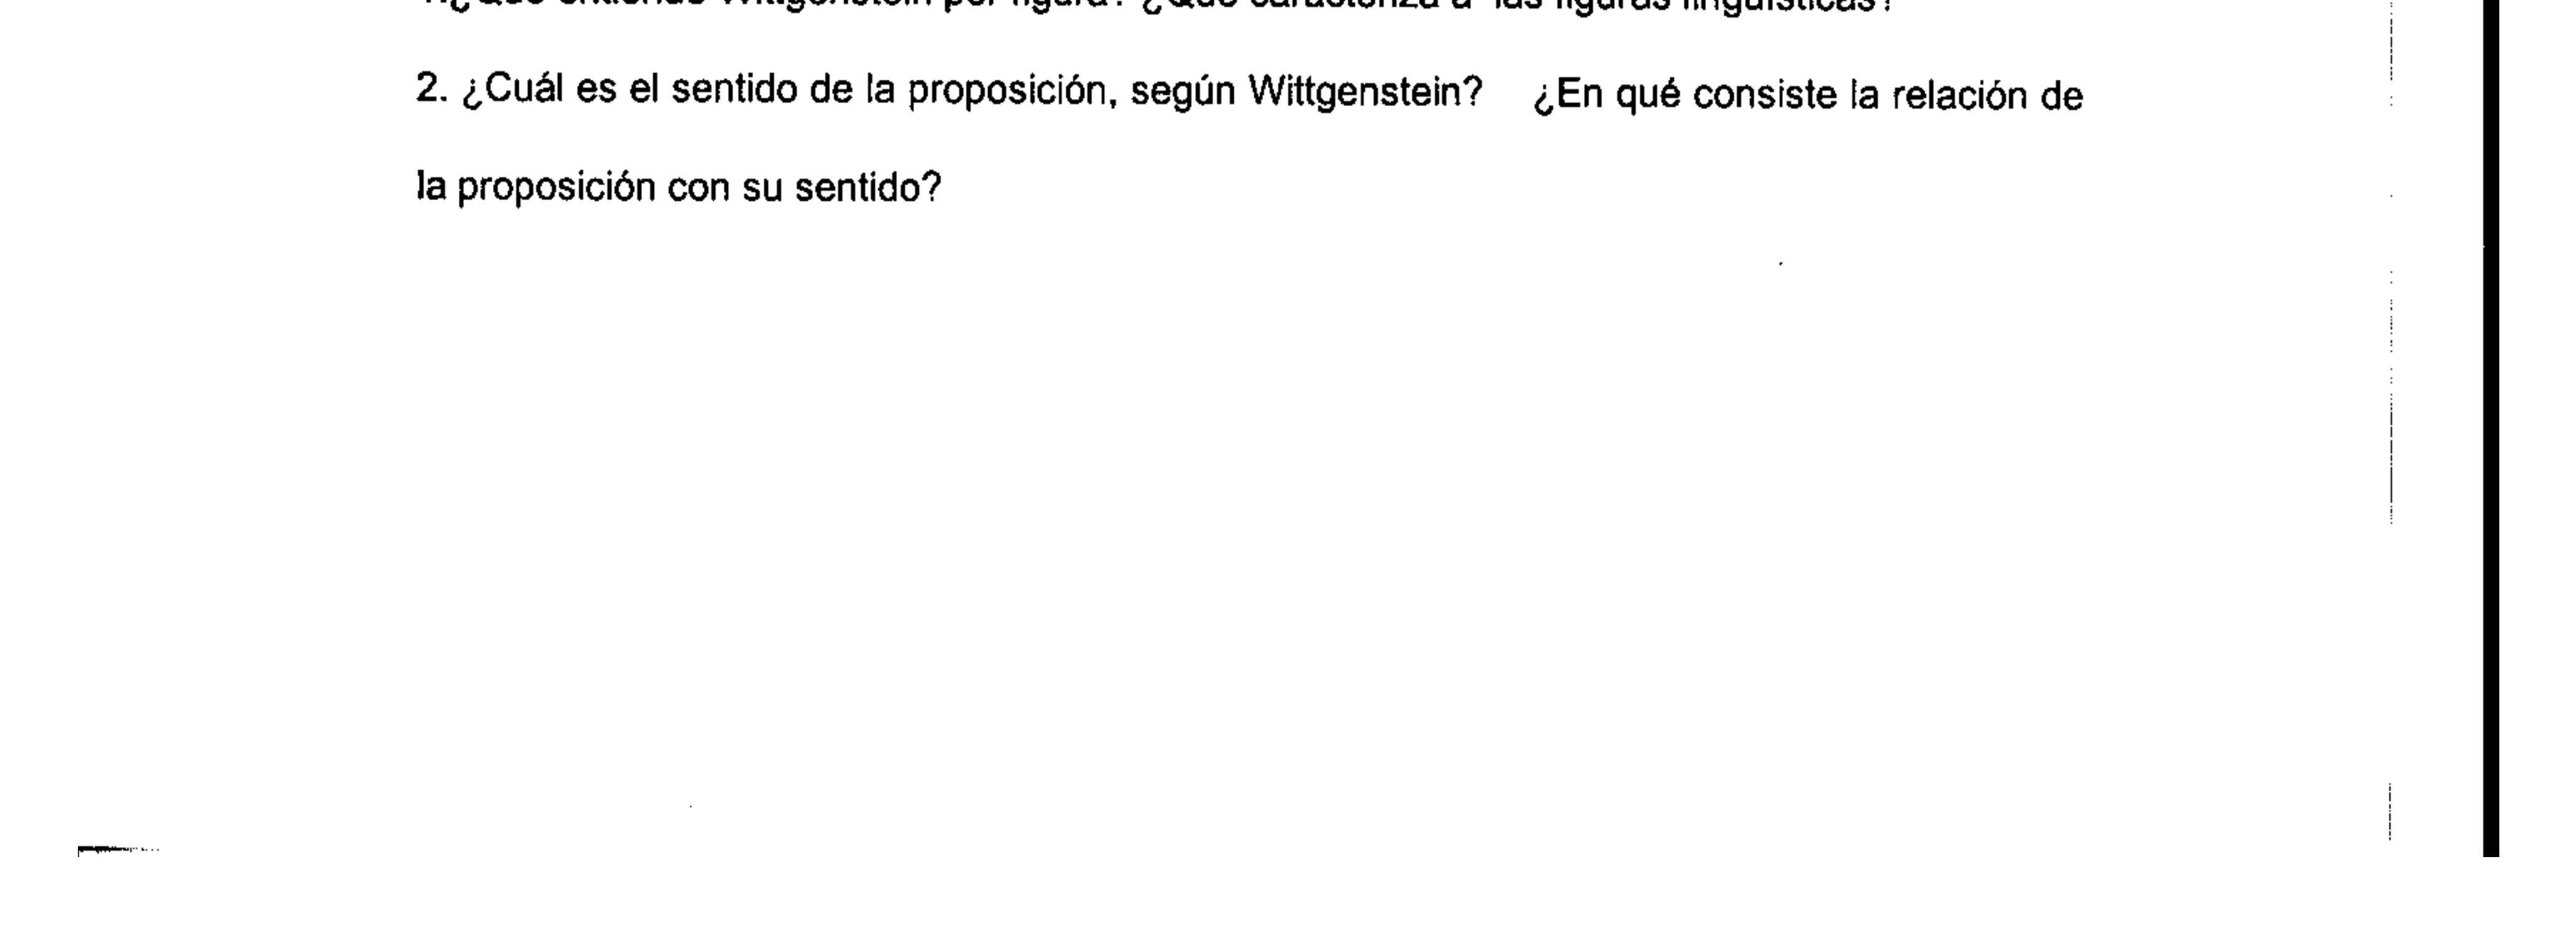 1.¿Qué entiende Wittgenstein por figura? ¿Qué caracteriza a las figuras lingüísticas?
2. ¿Cuál es el sentido de la proposición, según Wittgenstein? ¿En qué consiste la relación de
la proposición con su sentido?